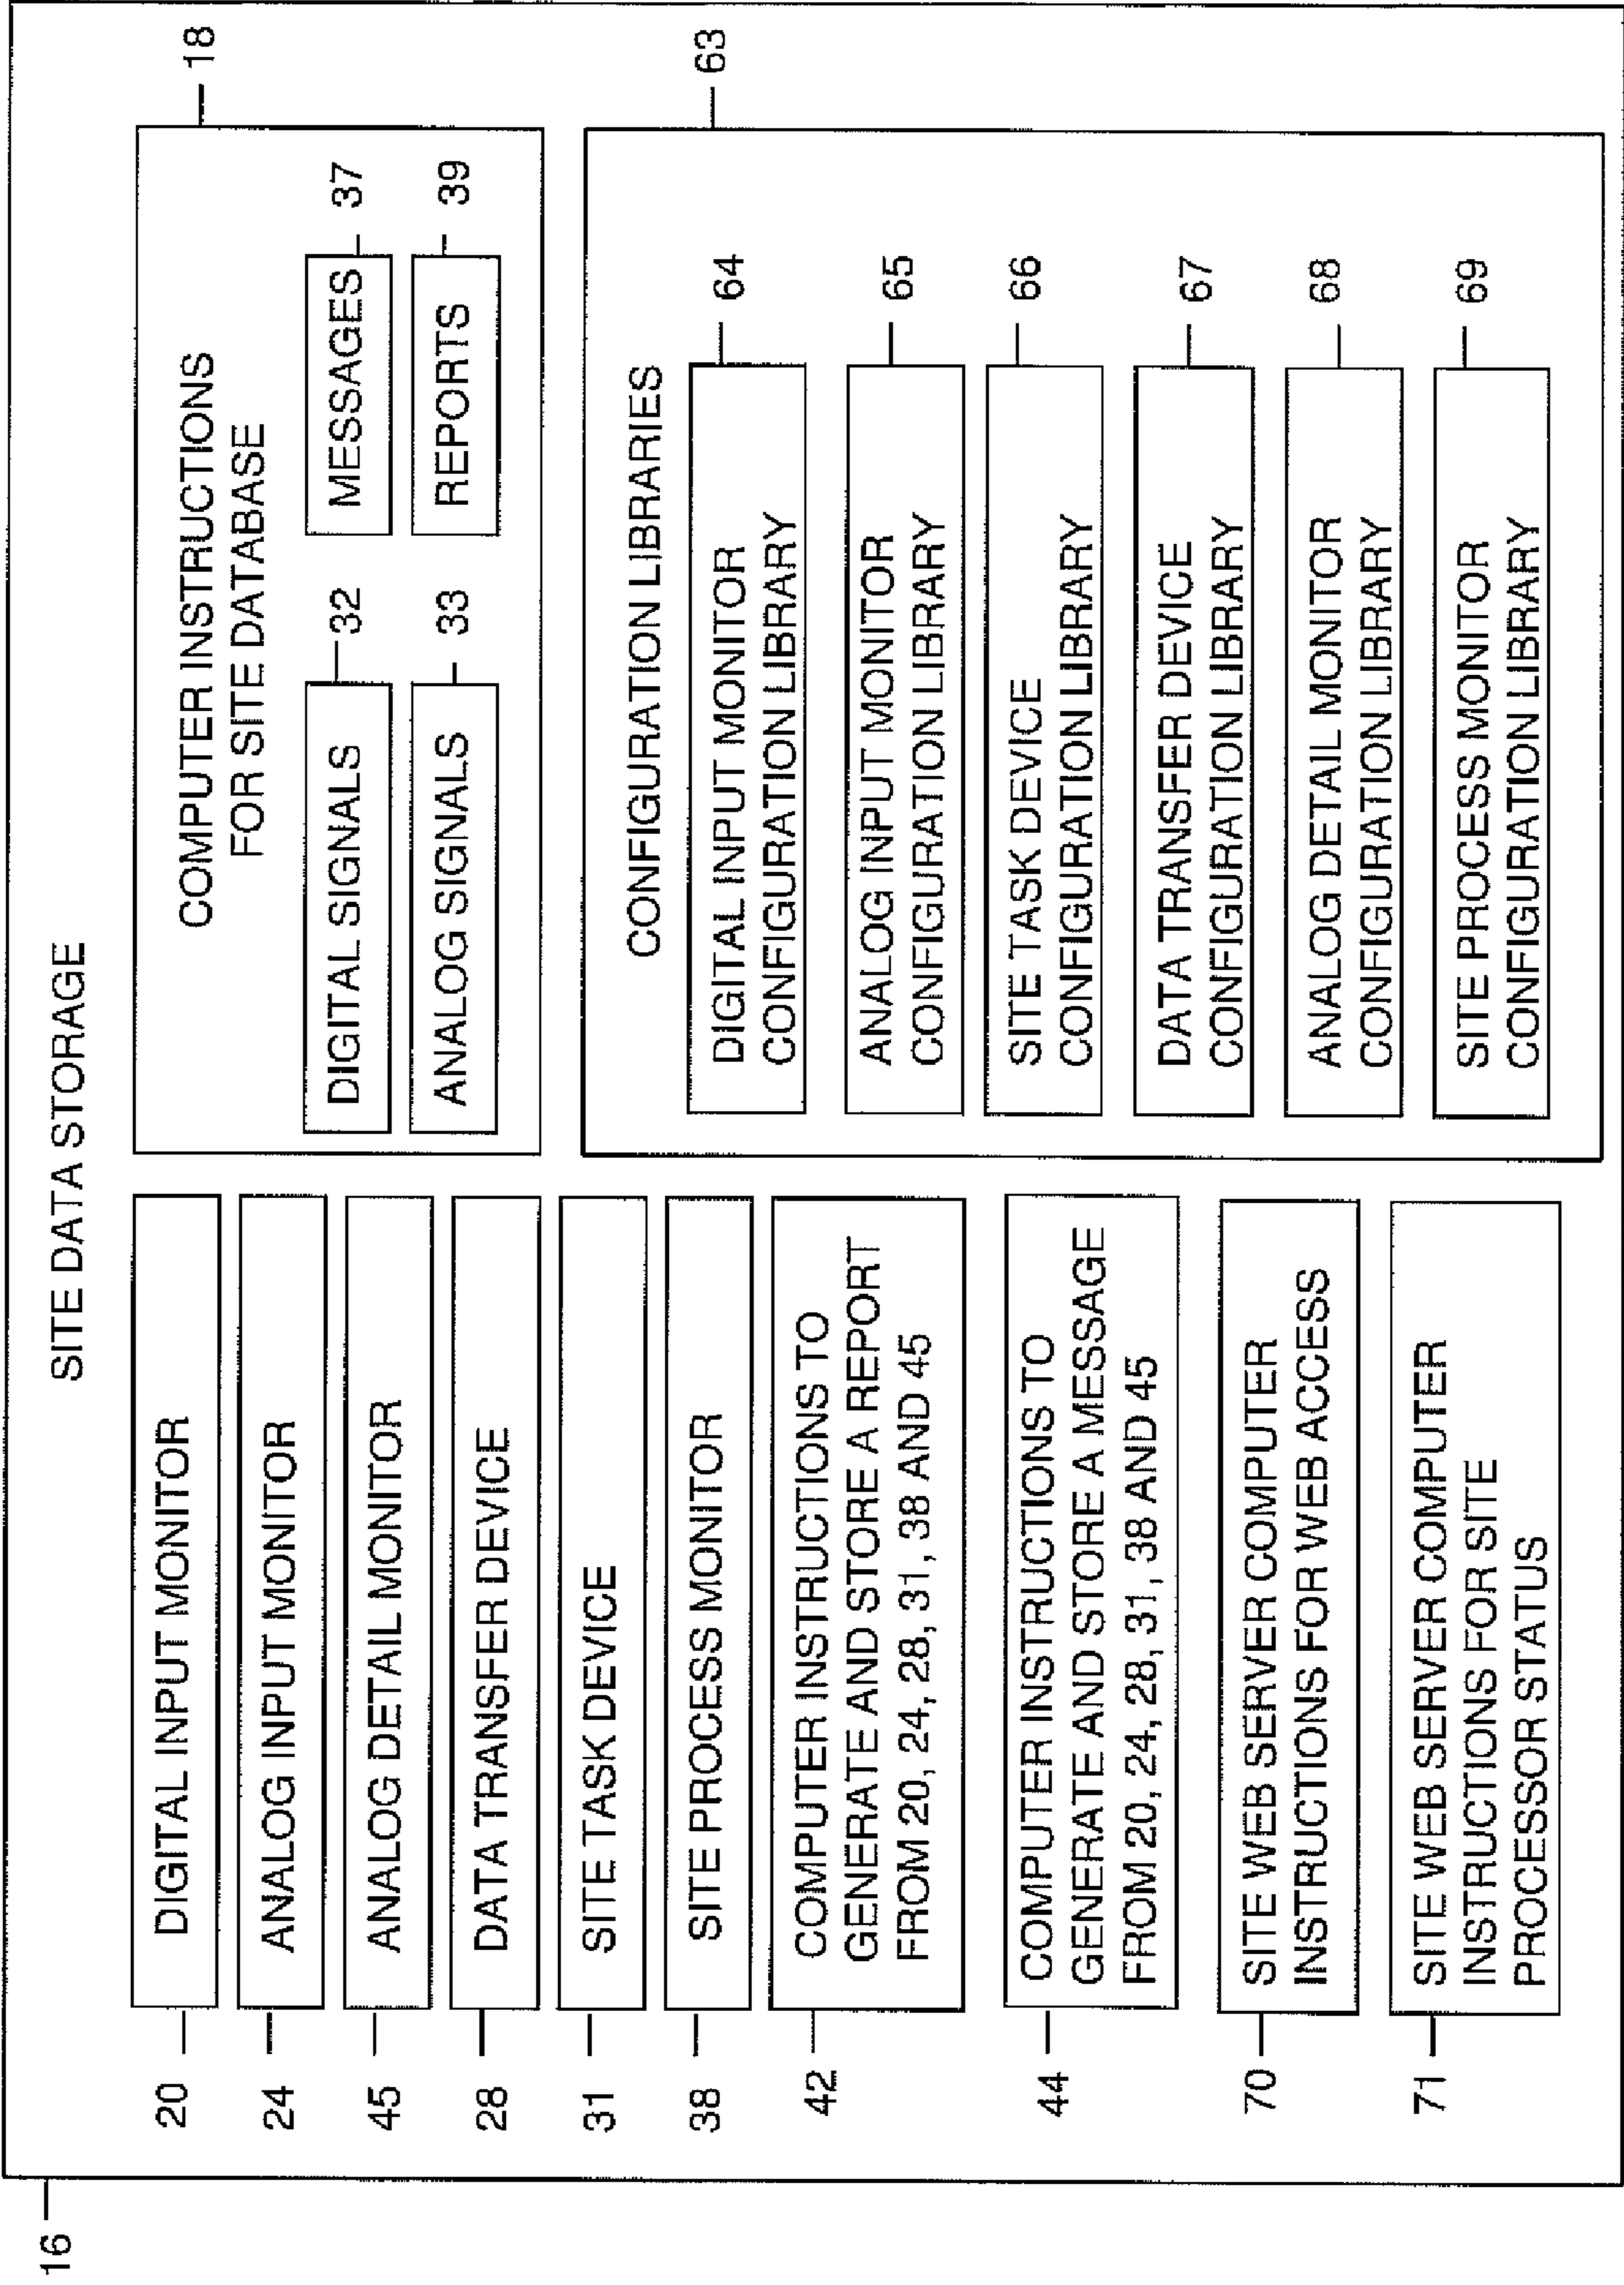 SITE DATA STORAGE
16
20
DIGITAL INPUT MONITOR
24
ANALOG INPUT MONITOR
45
ANALOG DETAIL MONITOR
28
DATA TRANSFER DEVICE
31
SITE TASK DEVICE
38
SITE PROCESS MONITOR
42
COMPUTER INSTRUCTIONS TO
GENERATE AND STORE A REPORT
FROM 20, 24, 28, 31, 38 AND 45
44
COMPUTER INSTRUCTIONS TO
GENERATE AND STORE A MESSAGE
FROM 20, 24, 28, 31, 38 AND 45
70
SITE WEB SERVER COMPUTER
INSTRUCTIONS FOR WEB ACCESS
71
SITE WEB SERVER COMPUTER
INSTRUCTIONS FOR SITE
PROCESSOR STATUS
COMPUTER INSTRUCTIONS
FOR SITE DATABASE
18
DIGITAL SIGNALS
32
MESSAGES
37
ANALOG SIGNALS
33
REPORTS
39
CONFIGURATION LIBRARIES
63
DIGITAL INPUT MONITOR
CONFIGURATION LIBRARY
64
ANALOG INPUT MONITOR
CONFIGURATION LIBRARY
65
SITE TASK DEVICE
CONFIGURATION LIBRARY
66
DATA TRANSFER DEVICE
CONFIGURATION LIBRARY
67
ANALOG DETAIL MONITOR
CONFIGURATION LIBRARY
68
SITE PROCESS MONITOR
CONFIGURATION LIBRARY
69